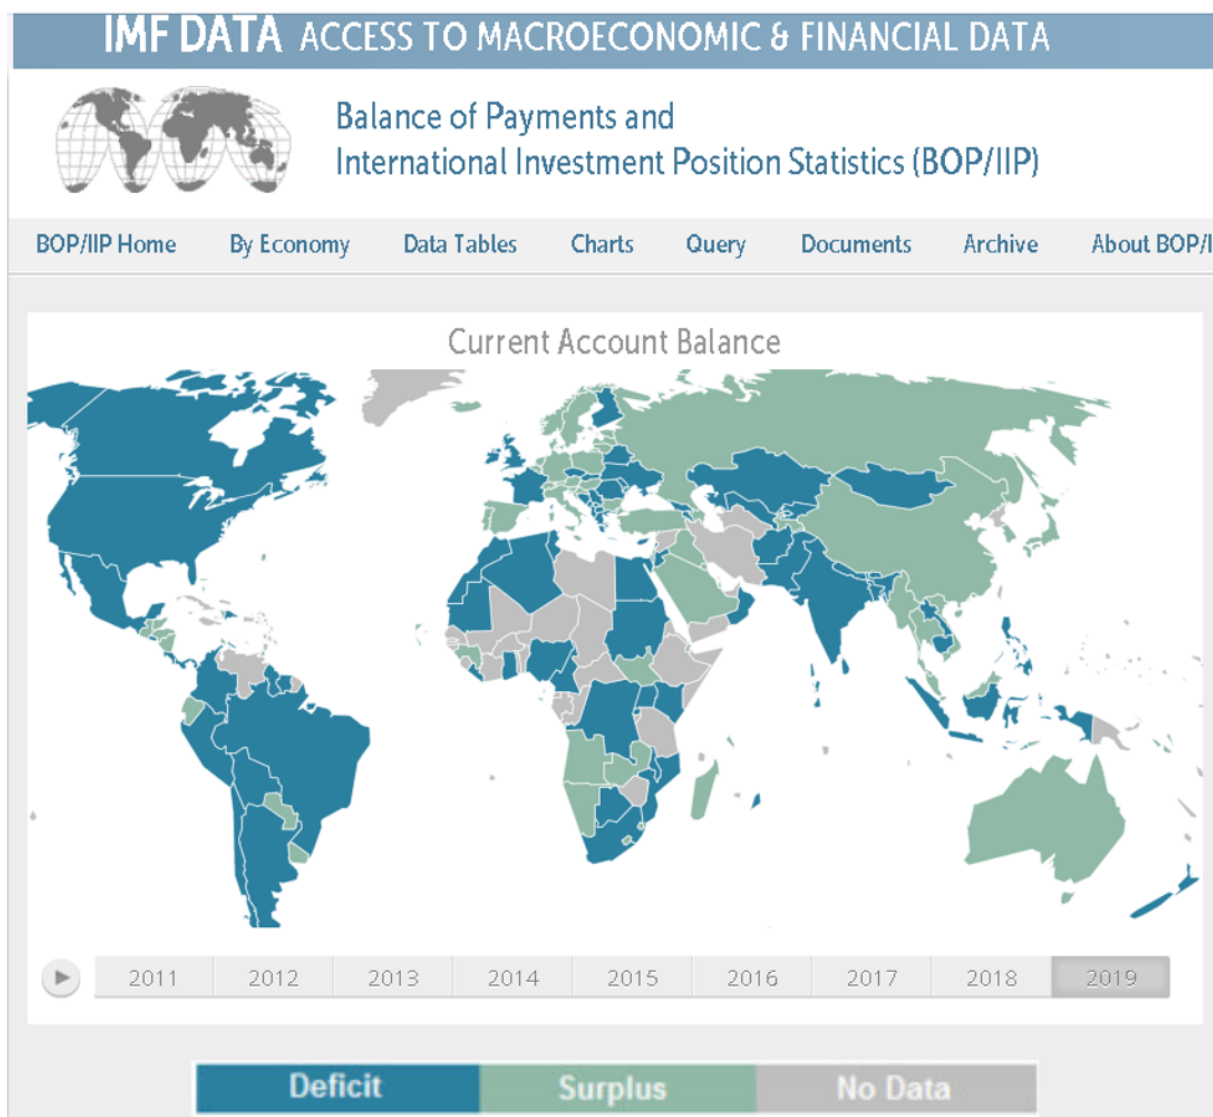 IMF DATA ACCESS TO MACROECONOMIC & FINANCIAL DATA
Balance of Payments and
International Investment Position Statistics (BOP/IIP)
BOP/IIP Home By Economy Data Tables Charts Query Documents Archive About BOP/I
Current Account Balance
2011 2012 2013 2014 2015 2016 2017 2018 2019
Deficit Surplus No Data